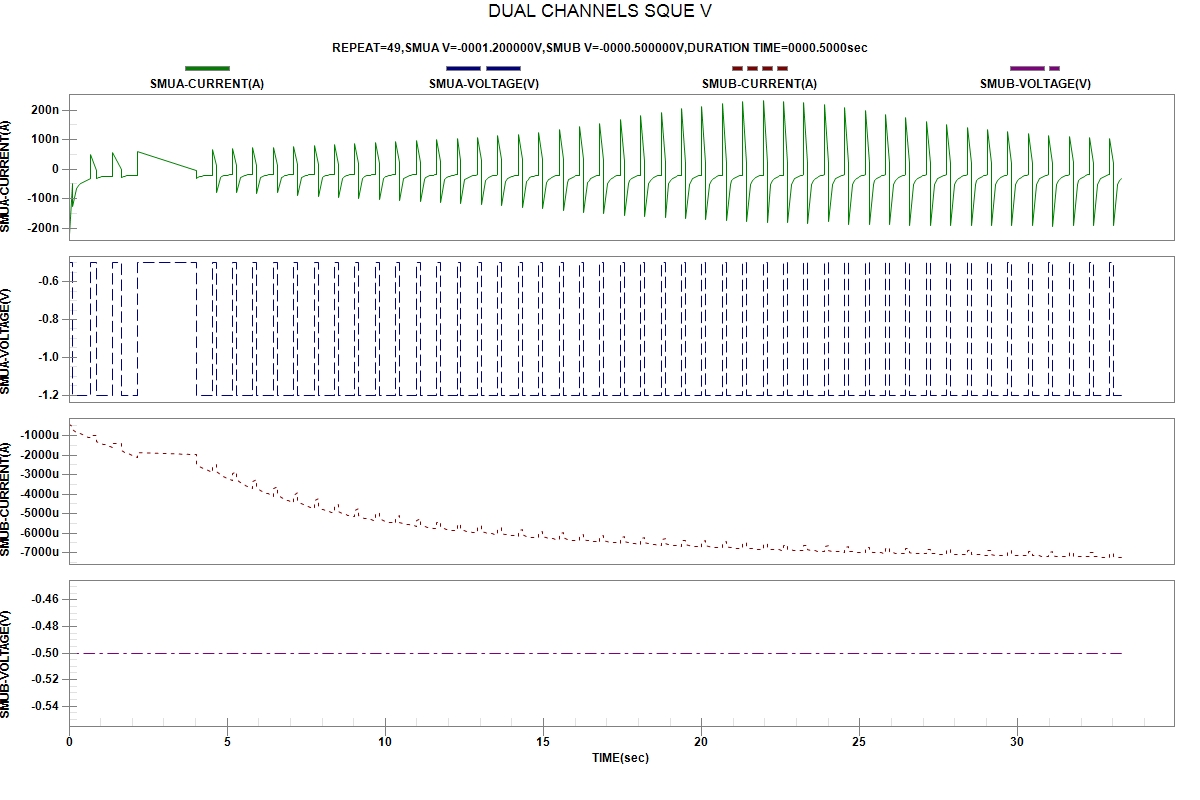 DUAL CHANNELS SQUE V
REPEAT=49,SMUA V=-0001.200000V,SMUB V=-0000.500000V,DURATION TIME=0000.5000sec
SMUA-CURRENT(A) SMUA-VOLTAGE(V) SMUB-CURRENT(A) SMUB-VOLTAGE(V)
SMUA-CURRENT(A)
200n
100n
0
-100n
-200n
SMUA-VOLTAGE(V)
-0.6
-0.8
-1.0
-1.2
SMUB-CURRENT(A)
-1000u
-2000u
-3000u
-4000u
-5000u
-6000u
-7000u
SMUB-VOLTAGE(V)
-0.46
-0.48
-0.50
-0.52
-0.54
0 5 10 15 20 25 30
TIME(sec)